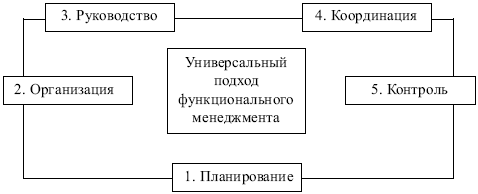 3. Руководство
4. Координация
Универсальный
подход
функционального
менеджмента
2. Организация
5. Контроль
1. Планирование